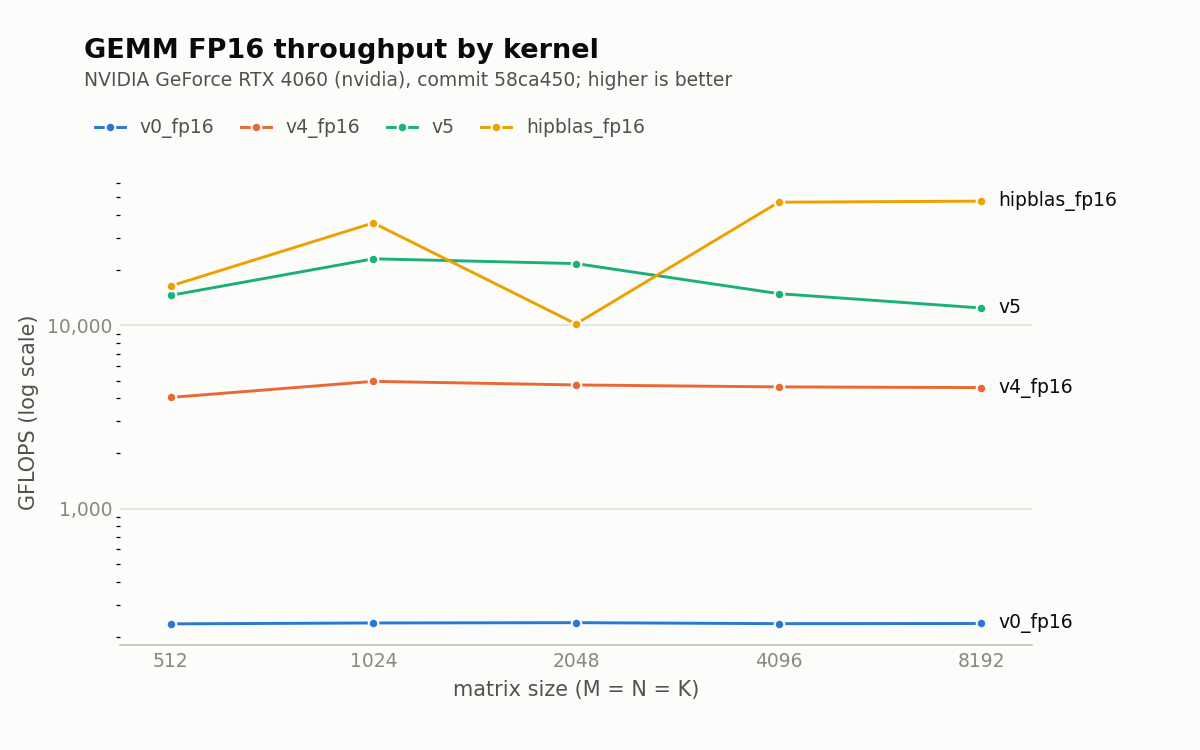 GEMM FP16 throughput by kernel
NVIDIA GeForce RTX 4060 (nvidia), commit 58ca450; higher is better
v0_fp16 v4_fp16 v5 hipblas_fp16
hipblas_fp16
v5
10,000
v4_fp16
GFLOPS (log scale)
1,000
v0_fp16
512 1024 2048 4096 8192
matrix size (M = N = K)